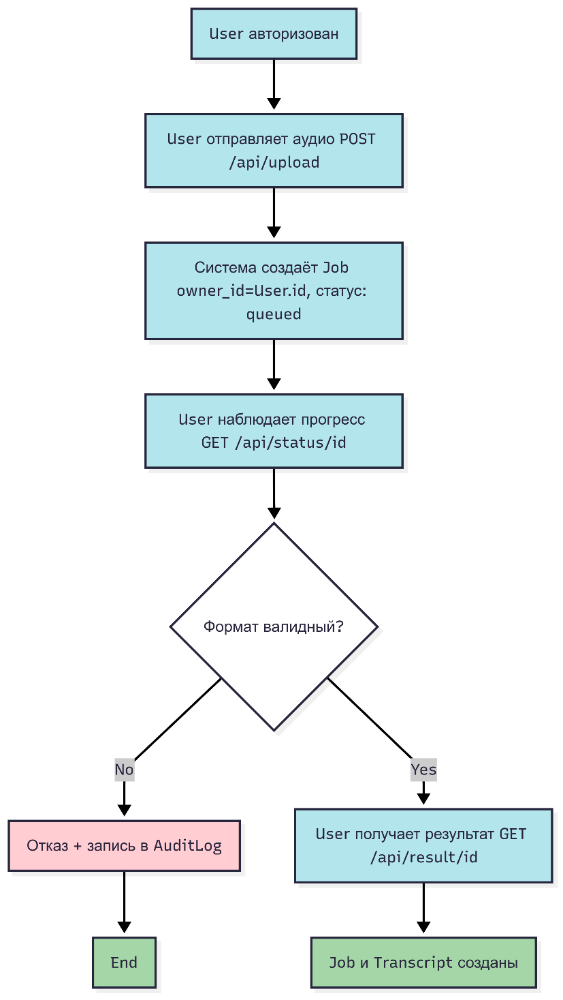 User авторизован
User отправляет аудио POST
/api/upload
Система создаёт Job
owner_id=User.id, статус:
queued
User наблюдает прогресс
GET /api/status/id
Формат валидный?
No
Yes
Отказ + запись в AuditLog
User получает результат GET
/api/result/id
End
Job и Transcript созданы